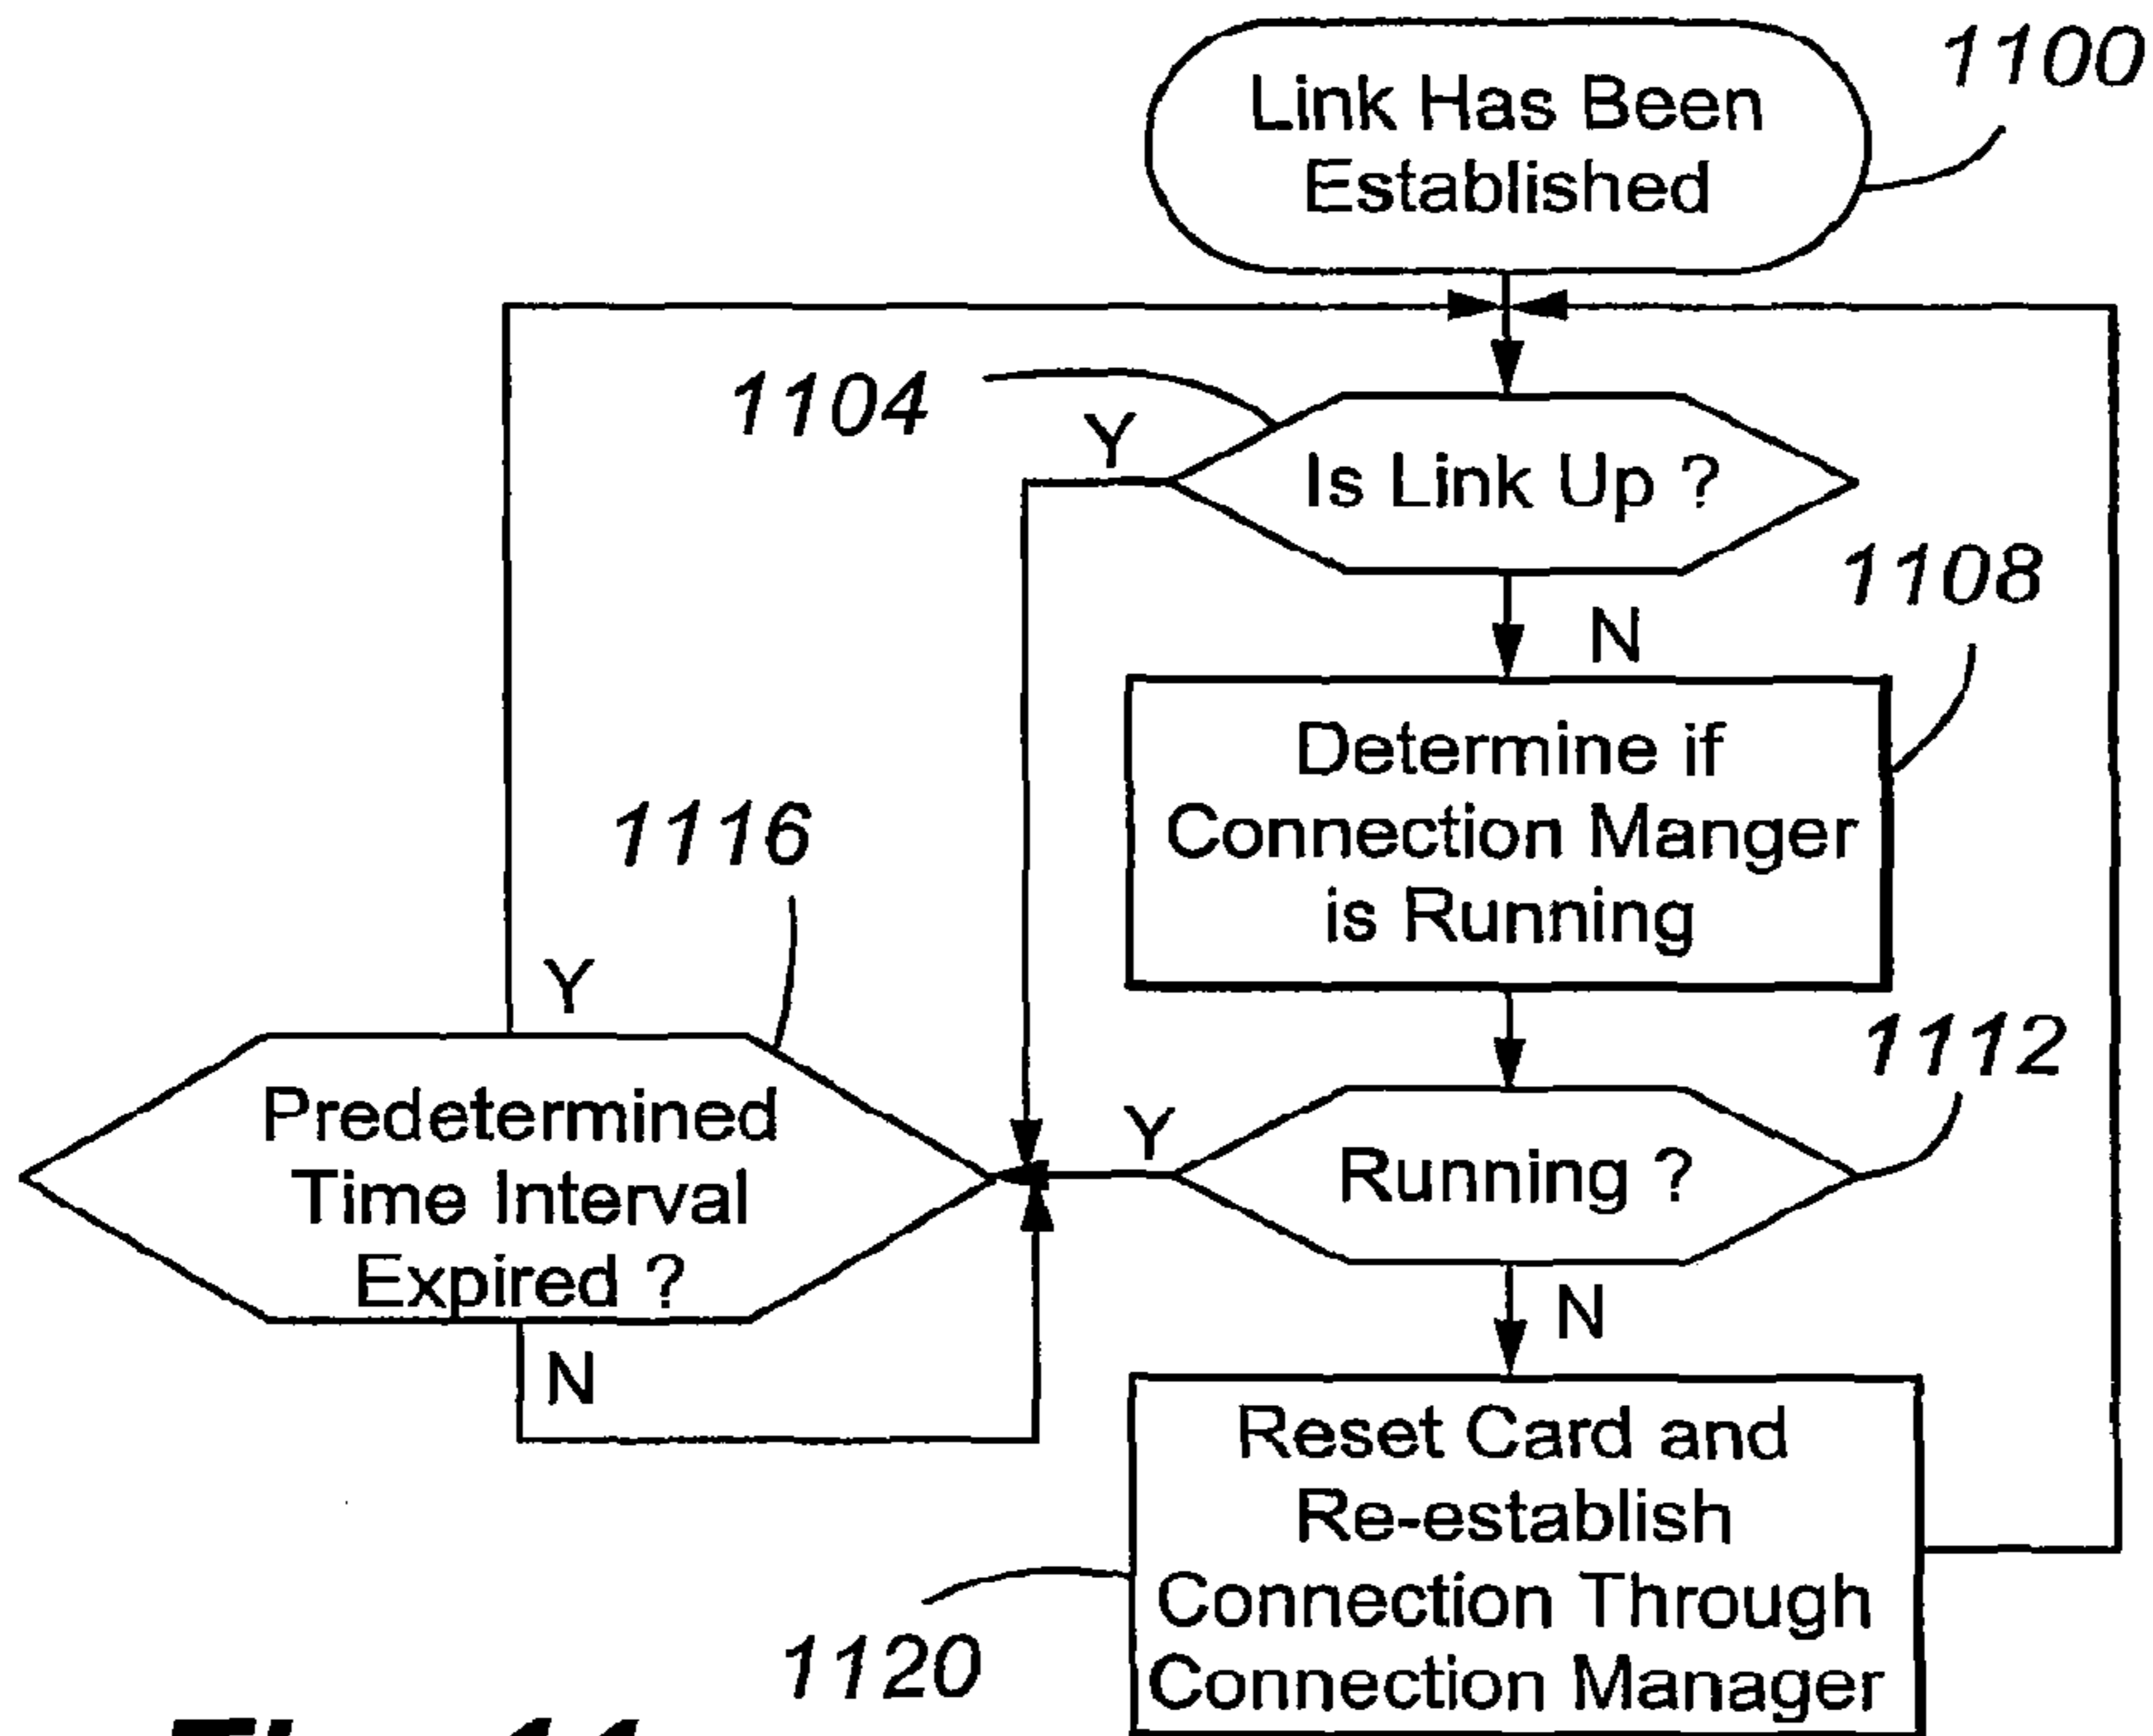 1100
Link Has Been
Established
1104
Y
Is Link Up ?
1108
N
Determine if
Connection Manger
is Running
1116
Y
1112
Predetermined
Time Interval
Expired ?
Y
Running ?
N
N
Reset Card and
Re-establish
Connection Through
Connection Manager
1120